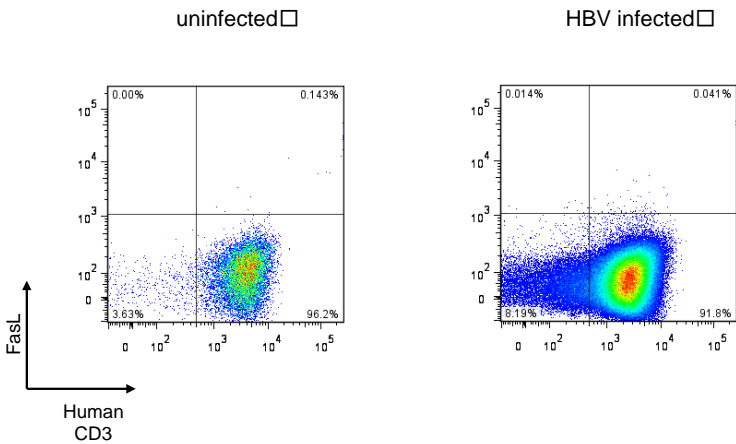 uninfected□
HBV infected□
0.00% 0.143%
0.014% 0.041%
10^5
10^4
10^3
10^2
0
3.63% 96.2%
0 10^2 10^3 10^4 10^5
10^5
10^4
10^3
10^2
0
8.19% 91.8%
0 10^2 10^3 10^4 10^5
FasL
Human
CD3